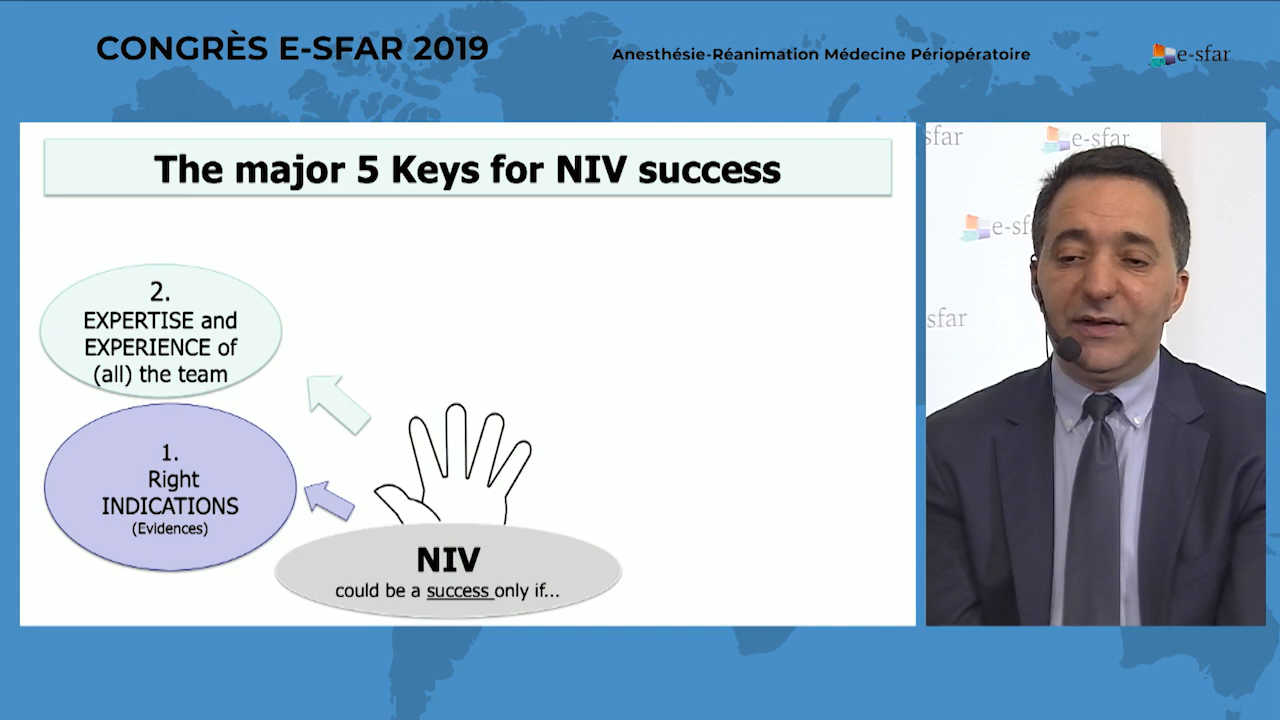 CONGRÈS E-SFAR 2019
Anesthésie-Réanimation Médecine Périopératoire
e-sfar
The major 5 Keys for NIV success
2.
EXPERTISE and
EXPERIENCE of
(all) the team
1.
Right
INDICATIONS
(Evidences)
NIV
could be a success only if...
sfar
e-sfar
e-sf
sfar